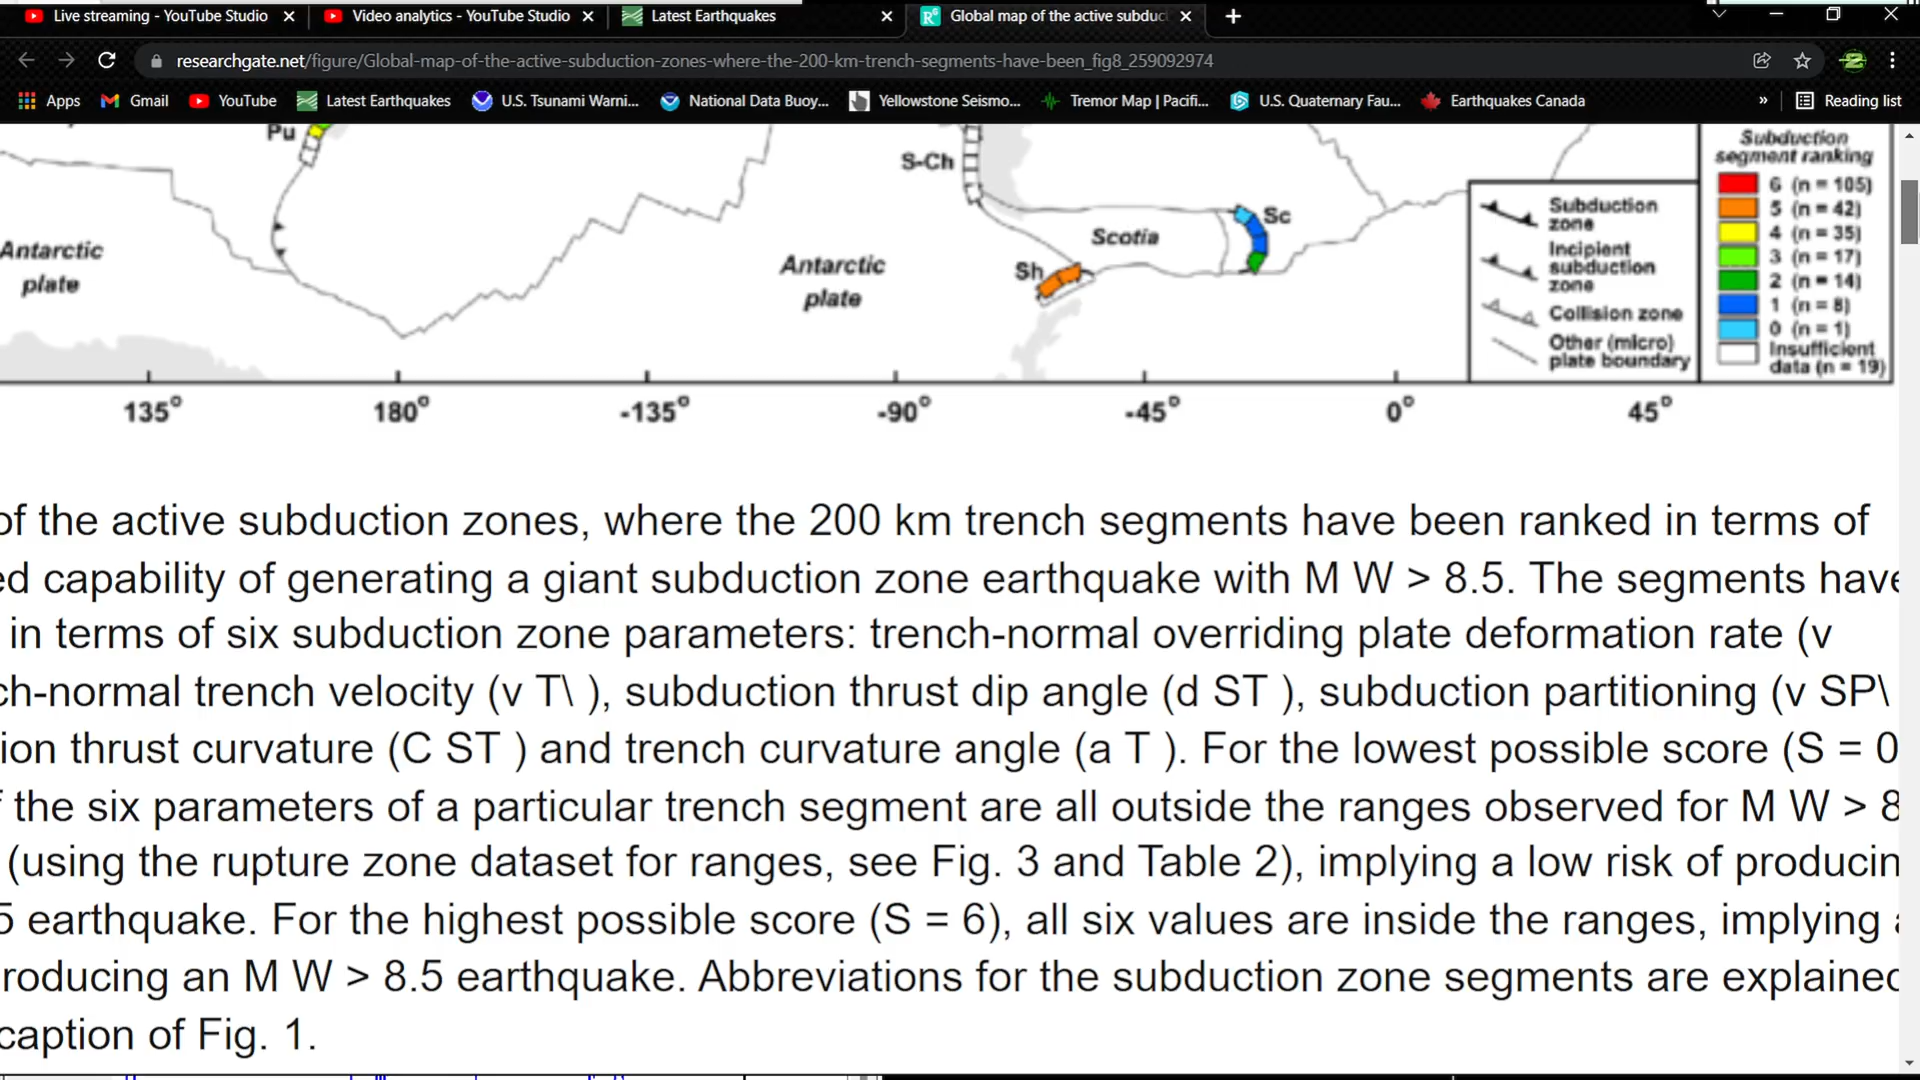 Live streaming - YouTube Studio
Video analytics - YouTube Studio
Latest Earthquakes
Global map of the active subduc
researchgate.net/figure/Global-map-of-the-active-subduction-zones-where-the-200-km-trench-segments-have-been_fig8_259092974
Apps
Gmail
YouTube
Latest Earthquakes
U.S. Tsunami Warni...
National Data Buoy...
Yellowstone Seismo...
Tremor Map | Pacifi...
U.S. Quaternary Fau...
Earthquakes Canada
»
Reading list
Pu
S-Ch
Antarctic
plate
Antarctic
plate
Sh
Scotia
Sc
Subduction
zone
Incipient
subduction
zone
Collision zone
Other (micro)
plate boundary
Subduction
segment ranking
6 (n = 105)
5 (n = 42)
4 (n = 35)
3 (n = 17)
2 (n = 14)
1 (n = 8)
0 (n = 1)
Insufficient
data (n = 19)
135° 180° -135° -90° -45° 0° 45°
of the active subduction zones, where the 200 km trench segments have been ranked in terms of
ed capability of generating a giant subduction zone earthquake with M W > 8.5. The segments have
in terms of six subduction zone parameters: trench-normal overriding plate deformation rate (v
ch-normal trench velocity (v T\ ), subduction thrust dip angle (d ST ), subduction partitioning (v SP\
ion thrust curvature (C ST ) and trench curvature angle (a T ). For the lowest possible score (S = 0
f the six parameters of a particular trench segment are all outside the ranges observed for M W > 8
(using the rupture zone dataset for ranges, see Fig. 3 and Table 2), implying a low risk of producin
5 earthquake. For the highest possible score (S = 6), all six values are inside the ranges, implying a
roducing an M W > 8.5 earthquake. Abbreviations for the subduction zone segments are explained
caption of Fig. 1.